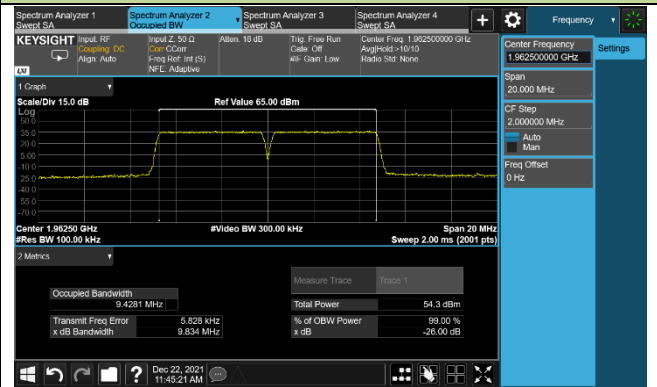 Spectrum Analyzer 1
Swept SA
Spectrum Analyzer 2
Occupied BW
Spectrum Analyzer 3
Swept SA
Spectrum Analyzer 4
Swept SA
Frequency
KEYSIGHT
LXI
Input: RF
Coupling: DC
Align: Auto
Input Z: 50 Ω
Corr CCorr
Freq Ref: Int (S)
NFE: Adaptive
Atten: 18 dB
Trig: Free Run
Gate: Off
#IF Gain: Low
Center Freq: 1.962500000 GHz
Avg|Hold:>10/10
Radio Std: None
Center Frequency
1.962500000 GHz
Settings
Span
20.000 MHz
CF Step
2.000000 MHz
Auto
Man
Freq Offset
0 Hz
1 Graph
Scale/Div 15.0 dB
Ref Value 65.00 dBm
Log
50.0
35.0
20.0
5.00
-10.0
-25.0
-40.0
-55.0
-70.0
Center 1.96250 GHz
#Video BW 300.00 kHz
Span 20 MHz
#Res BW 100.00 kHz
Sweep 2.00 ms (2001 pts)
2 Metrics
Measure Trace
Trace 1
Occupied Bandwidth
9.4281 MHz
Total Power
54.3 dBm
Transmit Freq Error
5.828 kHz
% of OBW Power
99.00 %
x dB Bandwidth
9.834 MHz
x dB
-26.00 dB
Dec 22, 2021
11:45:21 AM